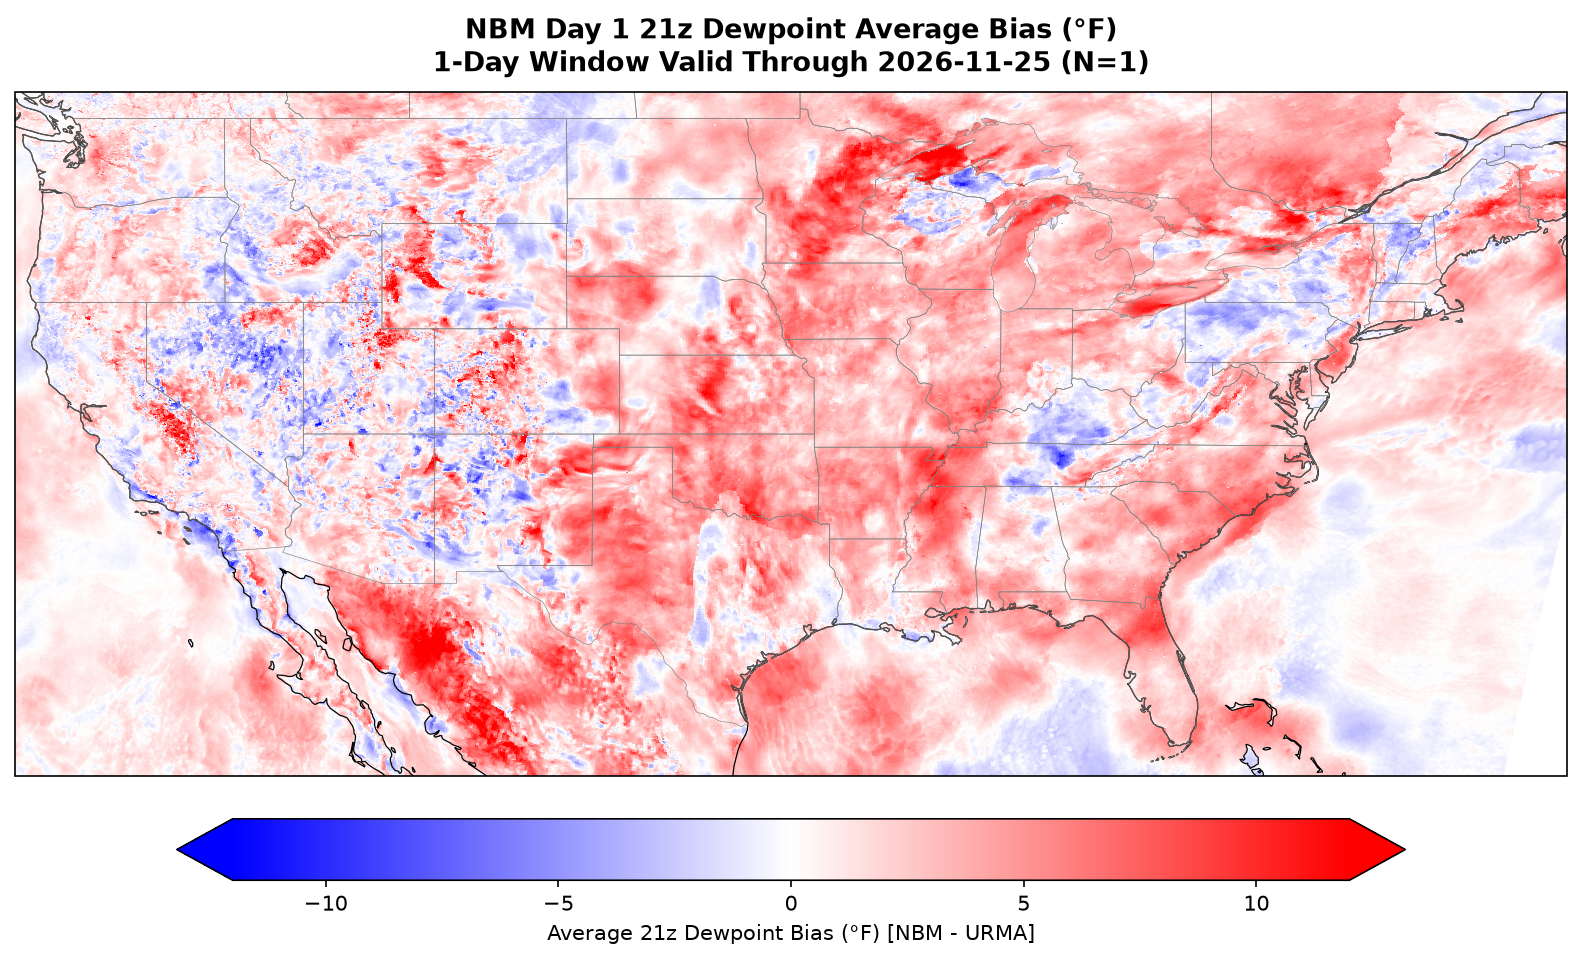 NBM Day 1 21z Dewpoint Average Bias (°F)
1-Day Window Valid Through 2026-11-25 (N=1)
−10
−5
0
5
10
Average 21z Dewpoint Bias (°F) [NBM - URMA]